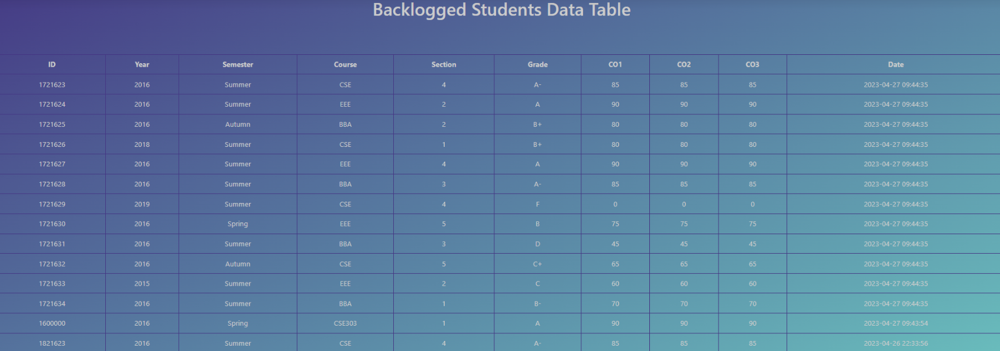 Backlogged Students Data Table
ID Year Semester Course Section Grade CO1 CO2 CO3 Date
1721623 2016 Summer CSE 4 A- 85 85 85 2023-04-27 09:44:35
1721624 2016 Summer EEE 2 A 90 90 90 2023-04-27 09:44:35
1721625 2016 Autumn BBA 2 B+ 80 80 80 2023-04-27 09:44:35
1721626 2018 Summer CSE 1 B+ 80 80 80 2023-04-27 09:44:35
1721627 2016 Summer EEE 4 A 90 90 90 2023-04-27 09:44:35
1721628 2016 Summer BBA 3 A- 85 85 85 2023-04-27 09:44:35
1721629 2019 Summer CSE 4 F 0 0 0 2023-04-27 09:44:35
1721630 2016 Spring EEE 5 B 75 75 75 2023-04-27 09:44:35
1721631 2016 Summer BBA 3 D 45 45 45 2023-04-27 09:44:35
1721632 2016 Autumn CSE 5 C+ 65 65 65 2023-04-27 09:44:35
1721633 2015 Summer EEE 2 C 60 60 60 2023-04-27 09:44:35
1721634 2016 Summer BBA 1 B- 70 70 70 2023-04-27 09:44:35
1600000 2016 Spring CSE303 1 A 90 90 90 2023-04-27 09:43:54
1821623 2016 Summer CSE 4 A- 85 85 85 2023-04-26 22:33:56